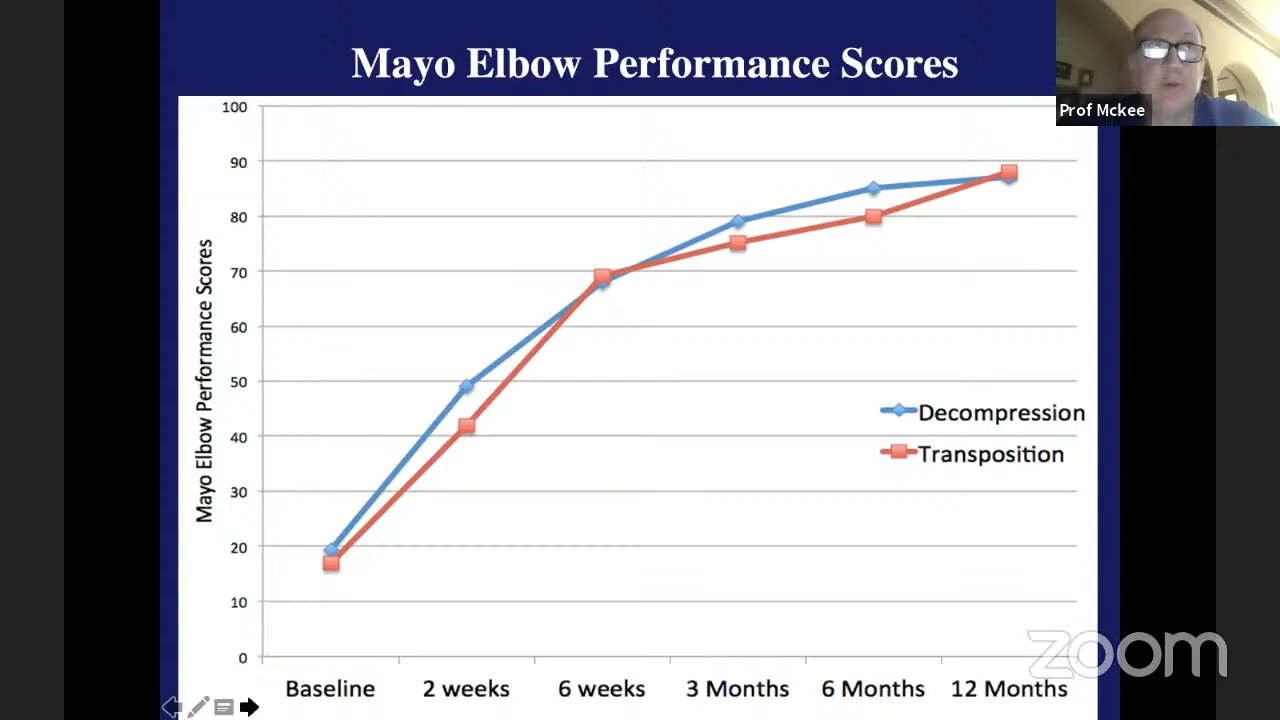 Mayo Elbow Performance Scores
Prof Mckee
100
90
80
70
60
50
40
30
20
10
0
Mayo Elbow Performance Scores
Decompression
Transposition
Baseline
2 weeks
6 weeks
3 Months
6 Months
12 Months
zoom